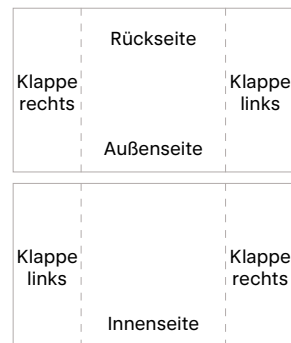 Rückseite
Klappe
rechts
Klappe
links
Außenseite
Klappe
links
Klappe
rechts
Innenseite